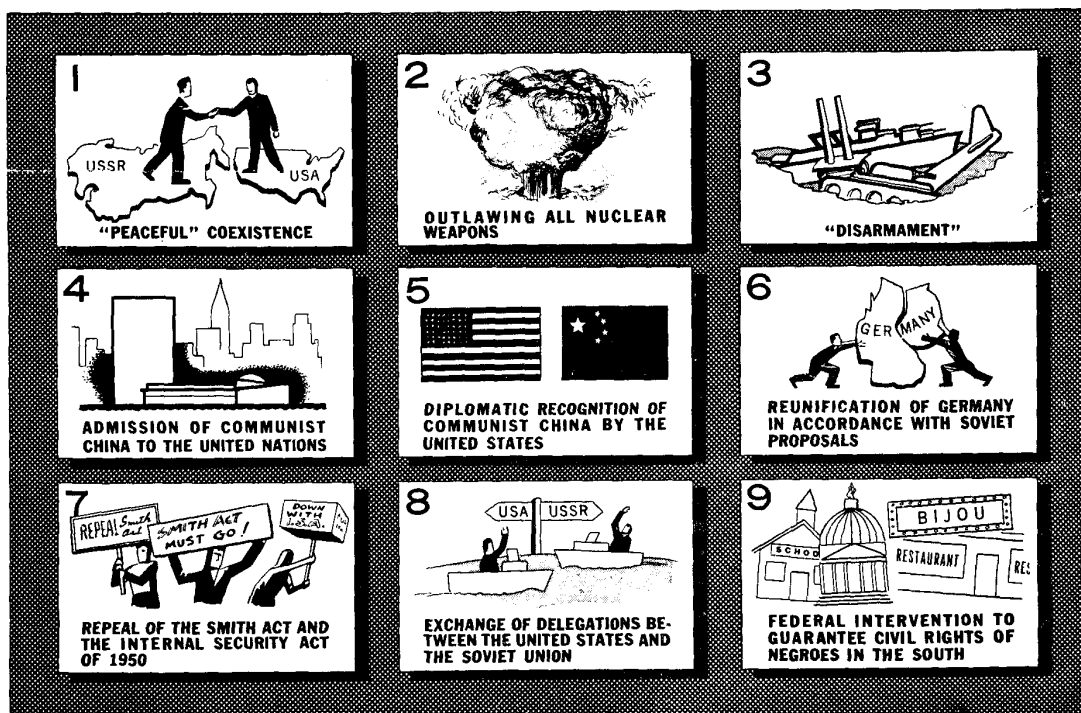 1
USSR
USA
"PEACEFUL" COEXISTENCE
2
OUTLAWING ALL NUCLEAR
WEAPONS
3
"DISARMAMENT"
4
ADMISSION OF COMMUNIST
CHINA TO THE UNITED NATIONS
5
DIPLOMATIC RECOGNITION OF
COMMUNIST CHINA BY THE
UNITED STATES
6
GER MANY
REUNIFICATION OF GERMANY
IN ACCORDANCE WITH SOVIET
PROPOSALS
7
REPEAL Smith
act
SMITH ACT
MUST GO!
DOWN
WITH
REPEAL OF THE SMITH ACT AND
THE INTERNAL SECURITY ACT
OF 1950
8
USA USSR
EXCHANGE OF DELEGATIONS BE-
TWEEN THE UNITED STATES AND
THE SOVIET UNION
9
SCHOO
BIJOU
RESTAURANT
RES
FEDERAL INTERVENTION TO
GUARANTEE CIVIL RIGHTS OF
NEGROES IN THE SOUTH